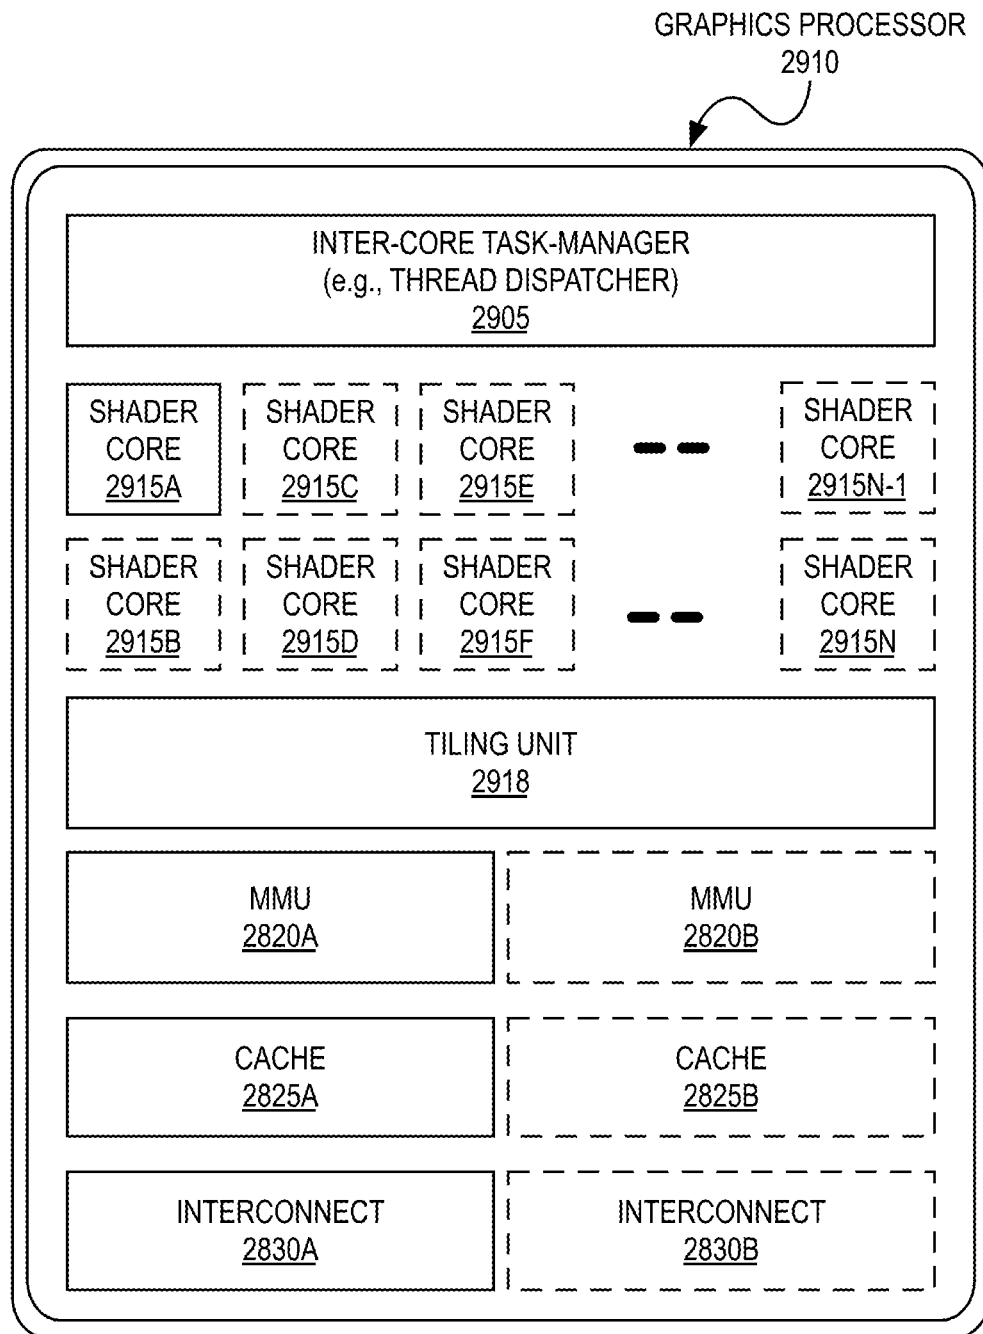 GRAPHICS PROCESSOR
2910
INTER-CORE TASK-MANAGER
(e.g., THREAD DISPATCHER)
2905
SHADER
CORE
2915A
SHADER
CORE
2915C
SHADER
CORE
2915E
SHADER
CORE
2915N-1
SHADER
CORE
2915B
SHADER
CORE
2915D
SHADER
CORE
2915F
SHADER
CORE
2915N
TILING UNIT
2918
MMU
2820A
MMU
2820B
CACHE
2825A
CACHE
2825B
INTERCONNECT
2830A
INTERCONNECT
2830B